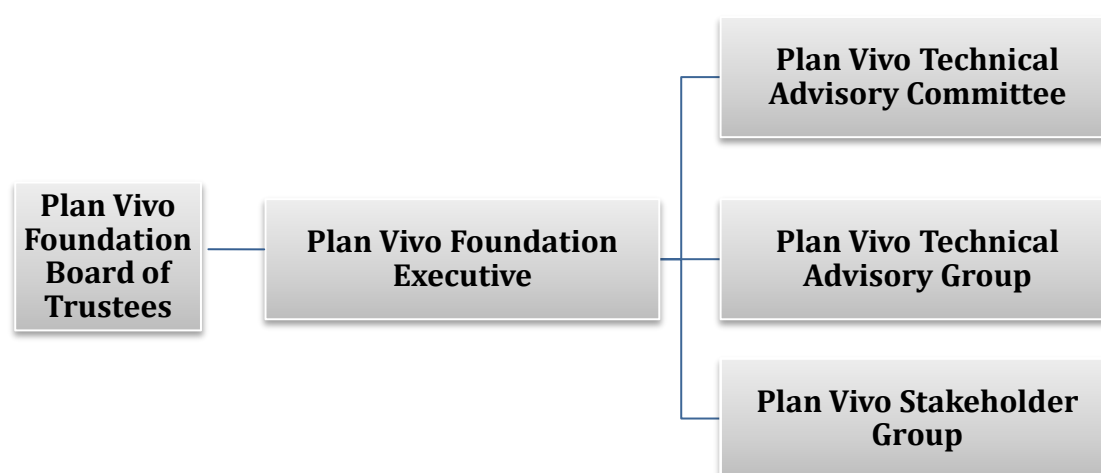 Plan Vivo
Foundation
Board of
Trustees
Plan Vivo Foundation
Executive
Plan Vivo Technical
Advisory Committee
Plan Vivo Technical
Advisory Group
Plan Vivo Stakeholder
Group